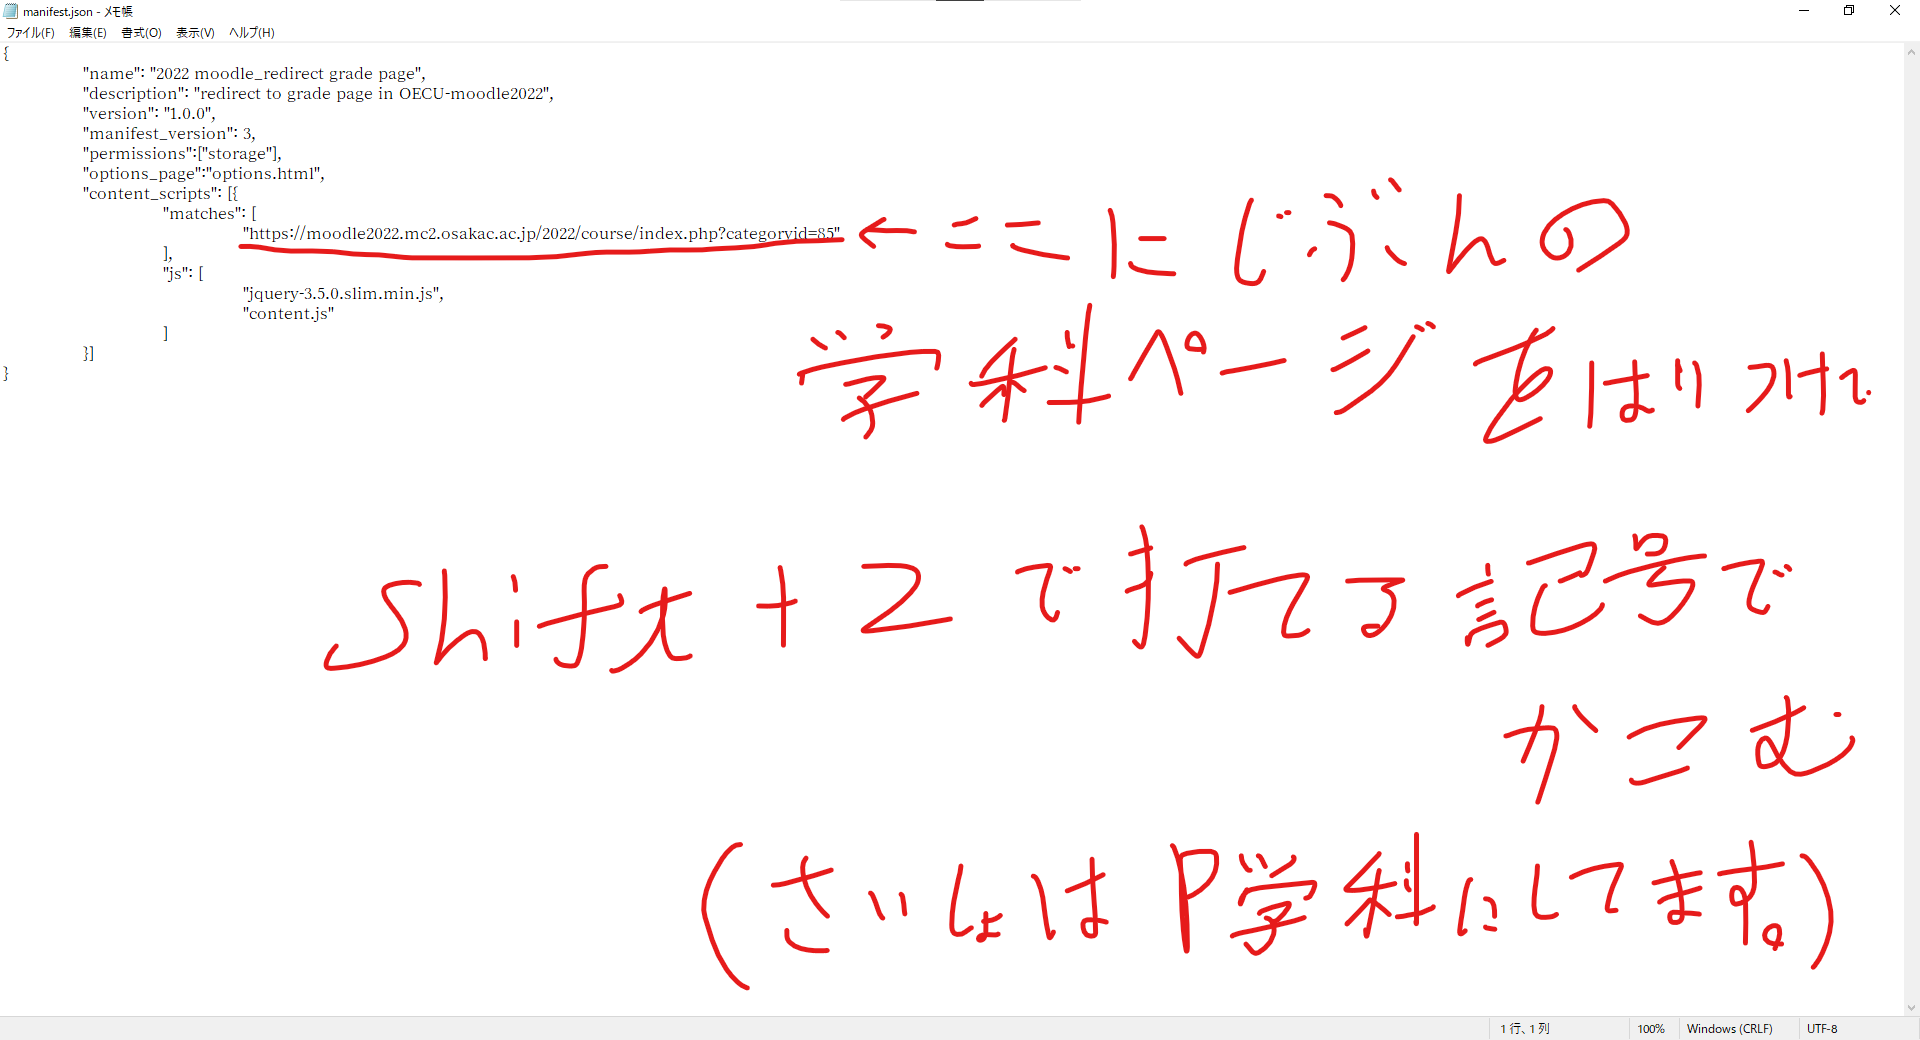 manifest.json - メモ帳
ファイル(F) 編集(E) 書式(O) 表示(V) ヘルプ(H)
{
"name": "2022 moodle_redirect grade page",
"description": "redirect to grade page in OECU-moodle2022",
"version": "1.0.0",
"manifest_version": 3,
"permissions":["storage"],
"options_page":"options.html",
"content_scripts": [{
"matches": [
"https://moodle2022.mc2.osakac.ac.jp/2022/course/index.php?categoryid=85" ← ここにじぶんの
],
"js": [
"jquery-3.5.0.slim.min.js",
"content.js"
]
}]
}
学科ページをはりつけて
Shift + 2 で打てる記号で
かこむ
(さいしょはP学科にしてます。)
1 行、1 列 100% Windows (CRLF) UTF-8